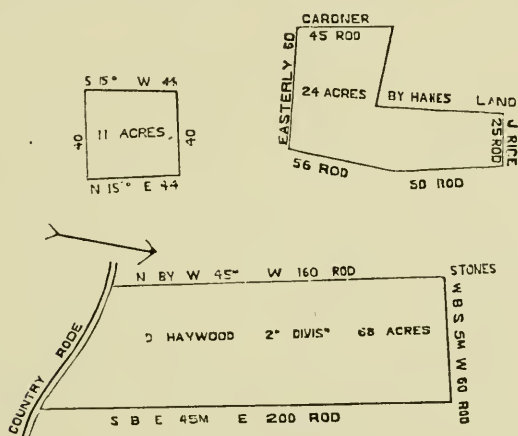 S 15° W 44
40
11 ACRES.
40
N 15° E 44
CARDNER
45 ROD
EASTERLY 60
24 ACRES
BY HAKES LAND
J RICE
25 ROD
56 ROD
50 ROD
N BY W 45m W 160 ROD
STONES
D HAYWOOD 2d DIVISn 68 ACRES
W B S 5M W 60 ROD
S B E 45M E 200 ROD
COUNTRY RODE